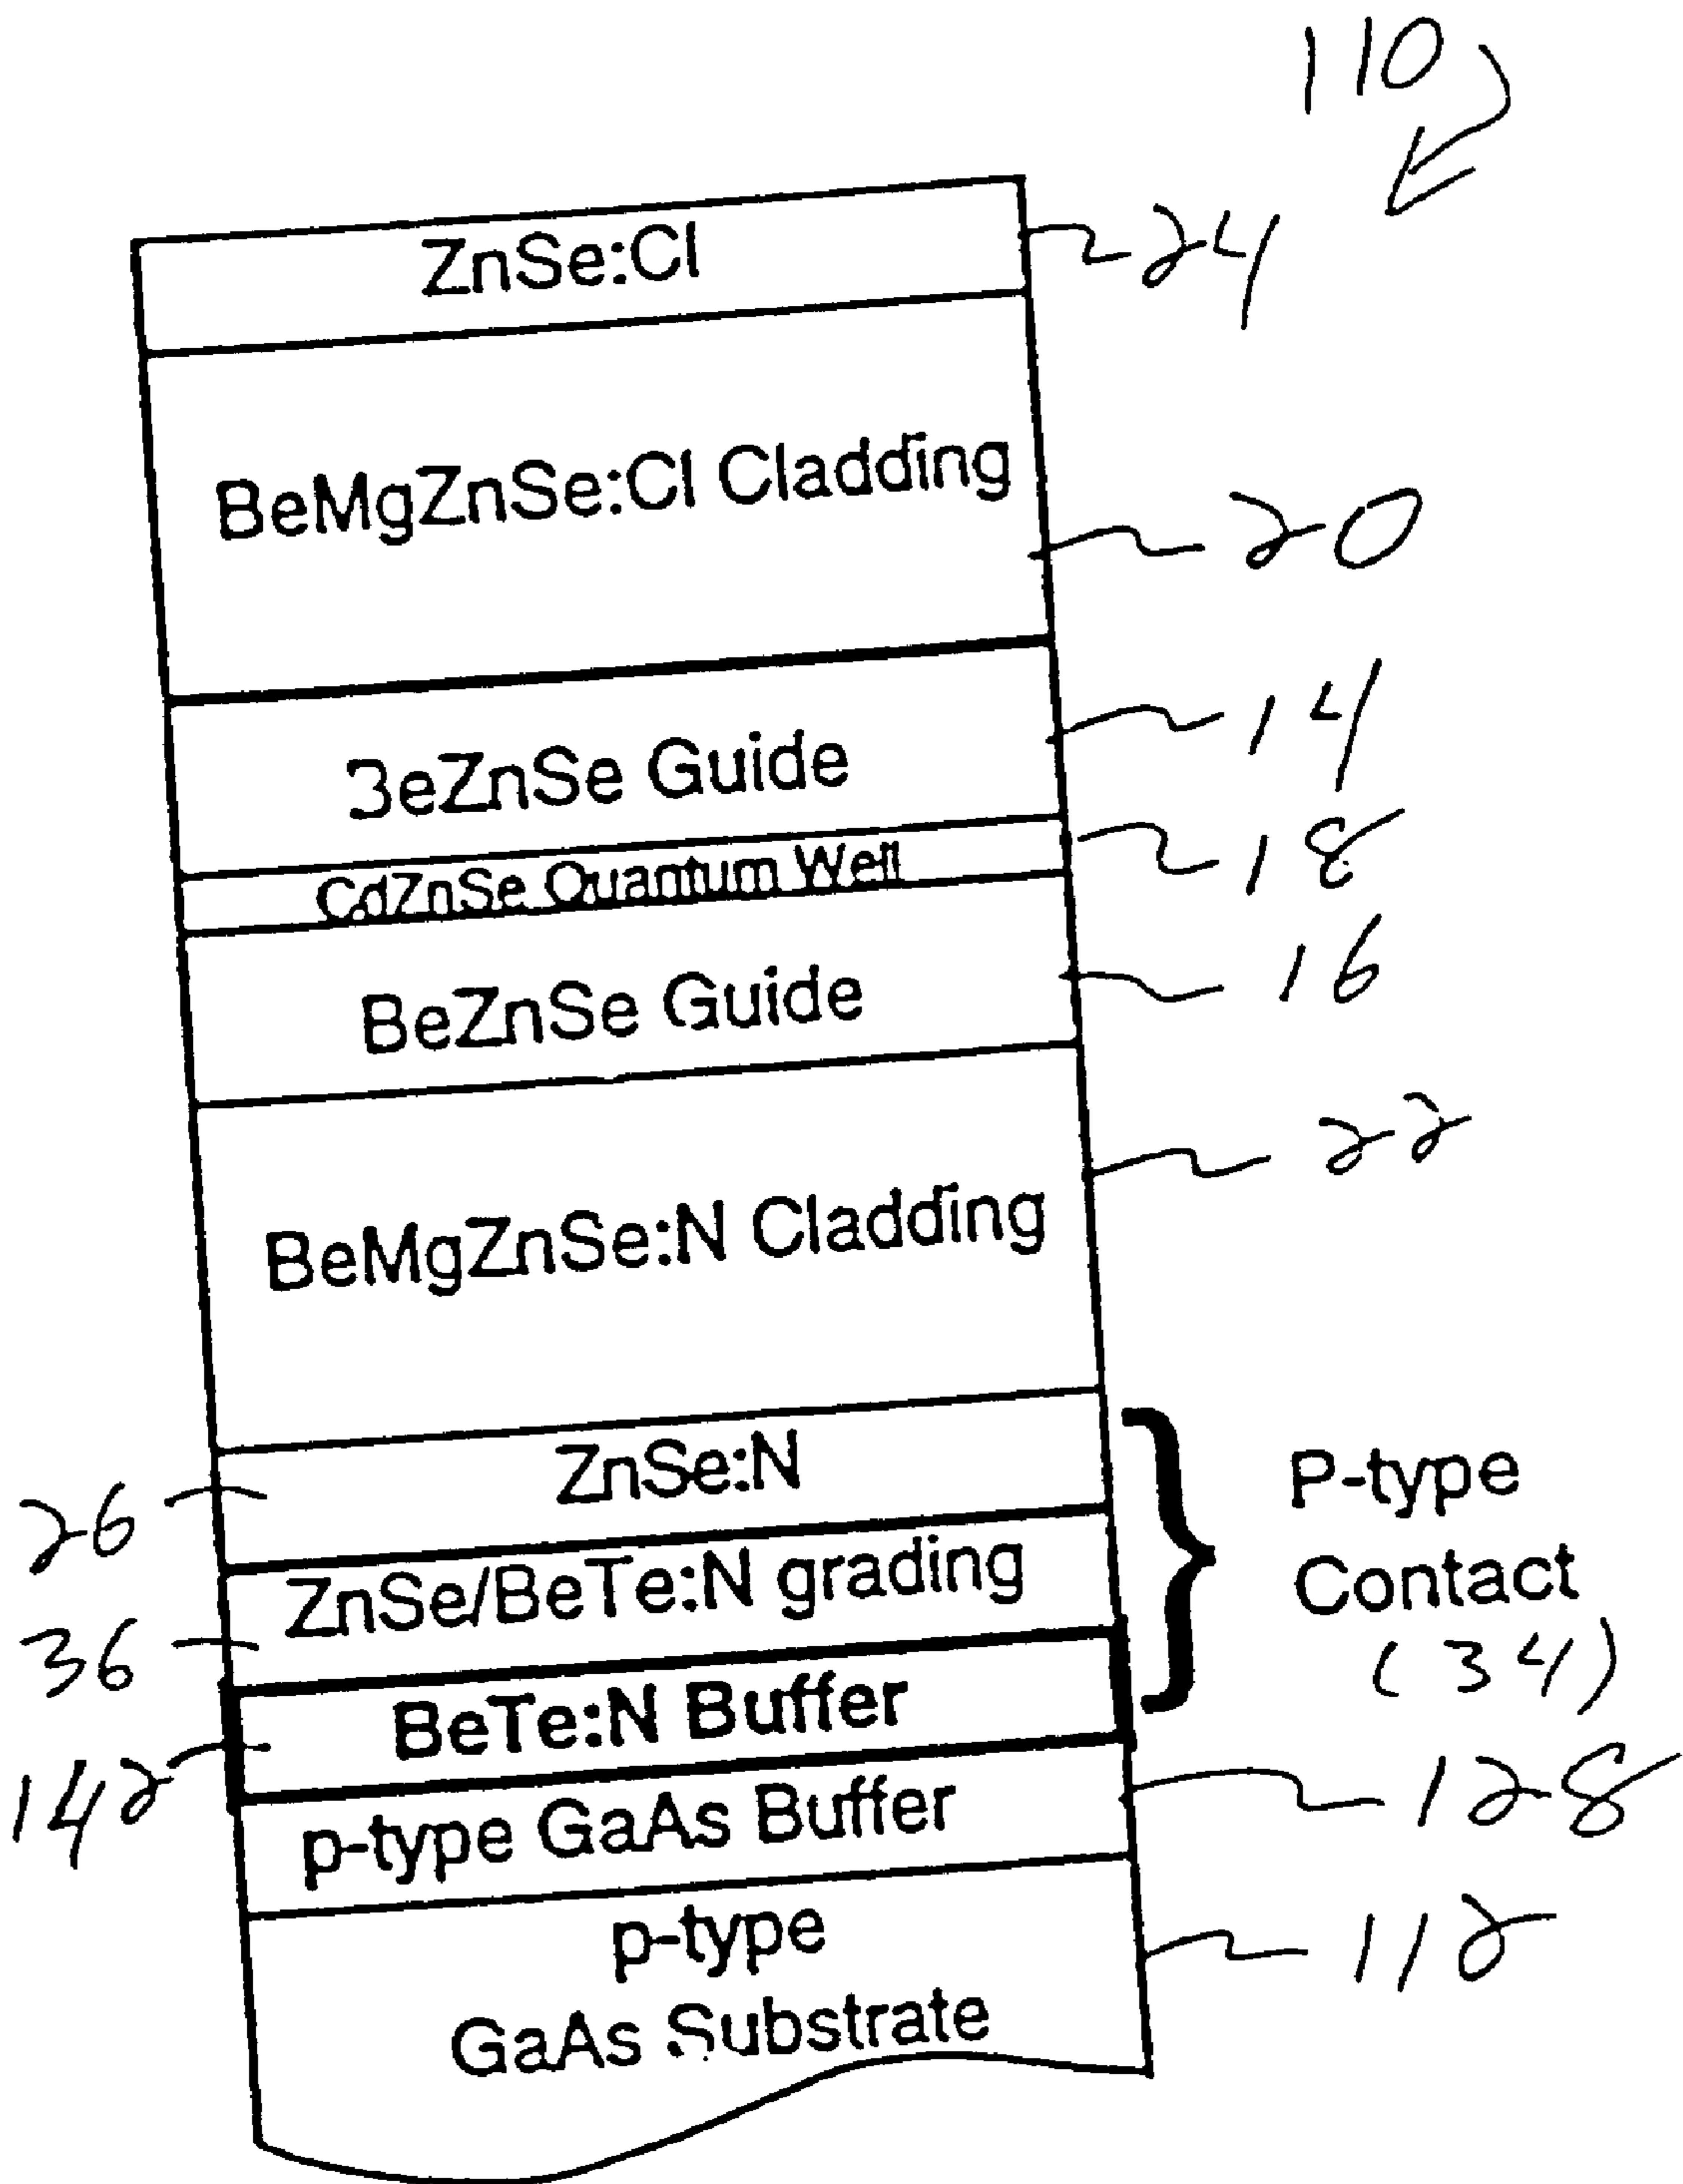 110
ZnSe:Cl
24
BeMgZnSe:Cl Cladding
20
3eZnSe Guide
14
CdZnSe Quantum Well
18
BeZnSe Guide
16
BeMgZnSe:N Cladding
22
ZnSe:N
26
ZnSe/BeTe:N grading
36
P-type
Contact
(34)
BeTe:N Buffer
142
p-type GaAs Buffer
128
p-type
GaAs Substrate
112